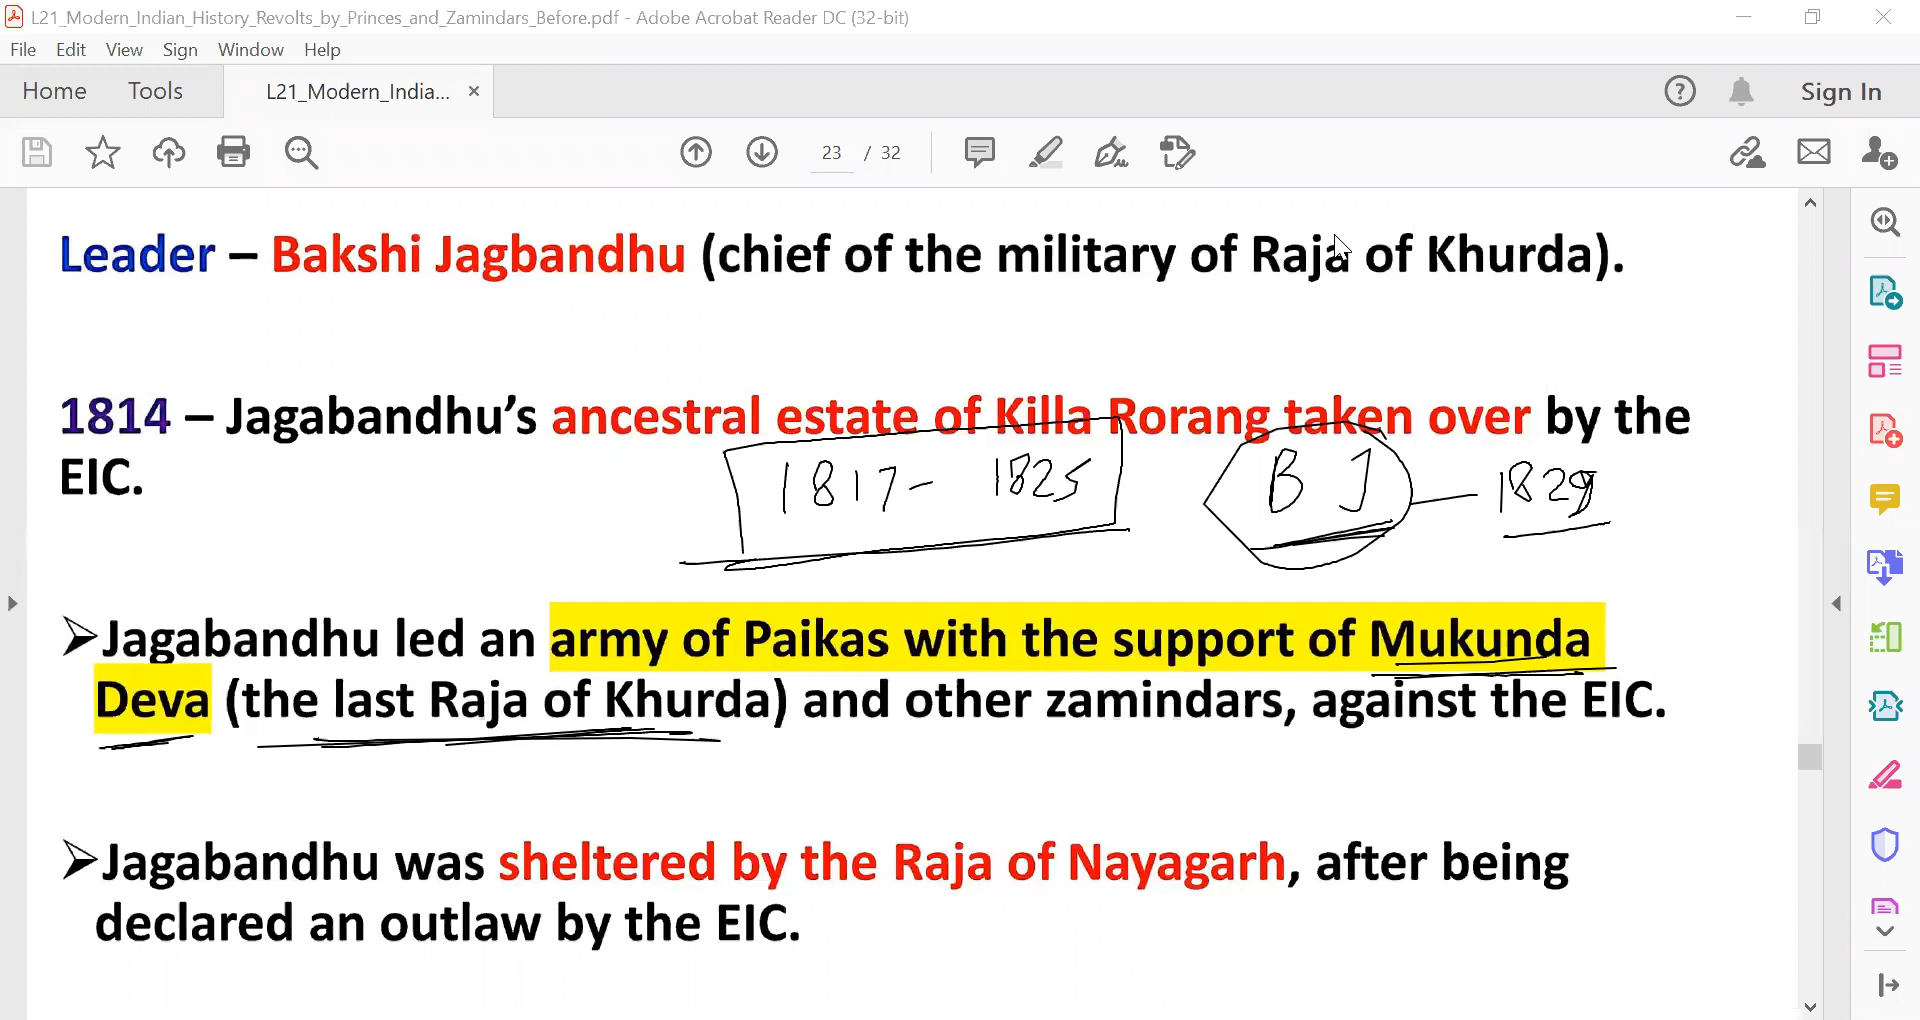 L21_Modern_Indian_History_Revolts_by_Princes_and_Zamindars_Before.pdf - Adobe Acrobat Reader DC (32-bit)
File Edit View Sign Window Help
Home Tools L21_Modern_India... × Sign In
23 / 32
Leader – Bakshi Jagbandhu (chief of the military of Raja of Khurda).
1814 – Jagabandhu's ancestral estate of Killa Rorang taken over by the
EIC.
1817 - 1825 B J — 1829
➢Jagabandhu led an army of Paikas with the support of Mukunda
Deva (the last Raja of Khurda) and other zamindars, against the EIC.
➢Jagabandhu was sheltered by the Raja of Nayagarh, after being
declared an outlaw by the EIC.